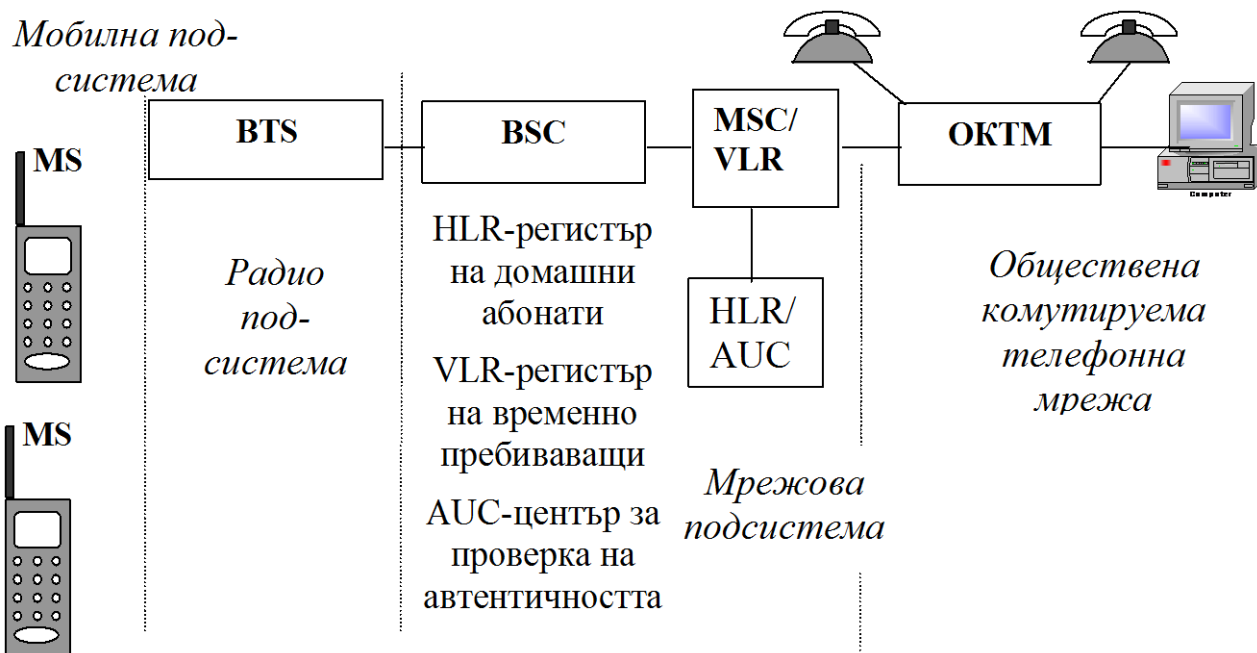 Мобилна под-
система
BTS
BSC
MSC/
VLR
ОКТМ
MS
Computer
HLR-регистър
на домашни
абонати
VLR-регистър
на временно
пребиваващи
AUC-център за
проверка на
автентичността
Радио
под-
система
HLR/
AUC
Обществена
комутируема
телефонна
мрежа
MS
Мрежова
подсистема